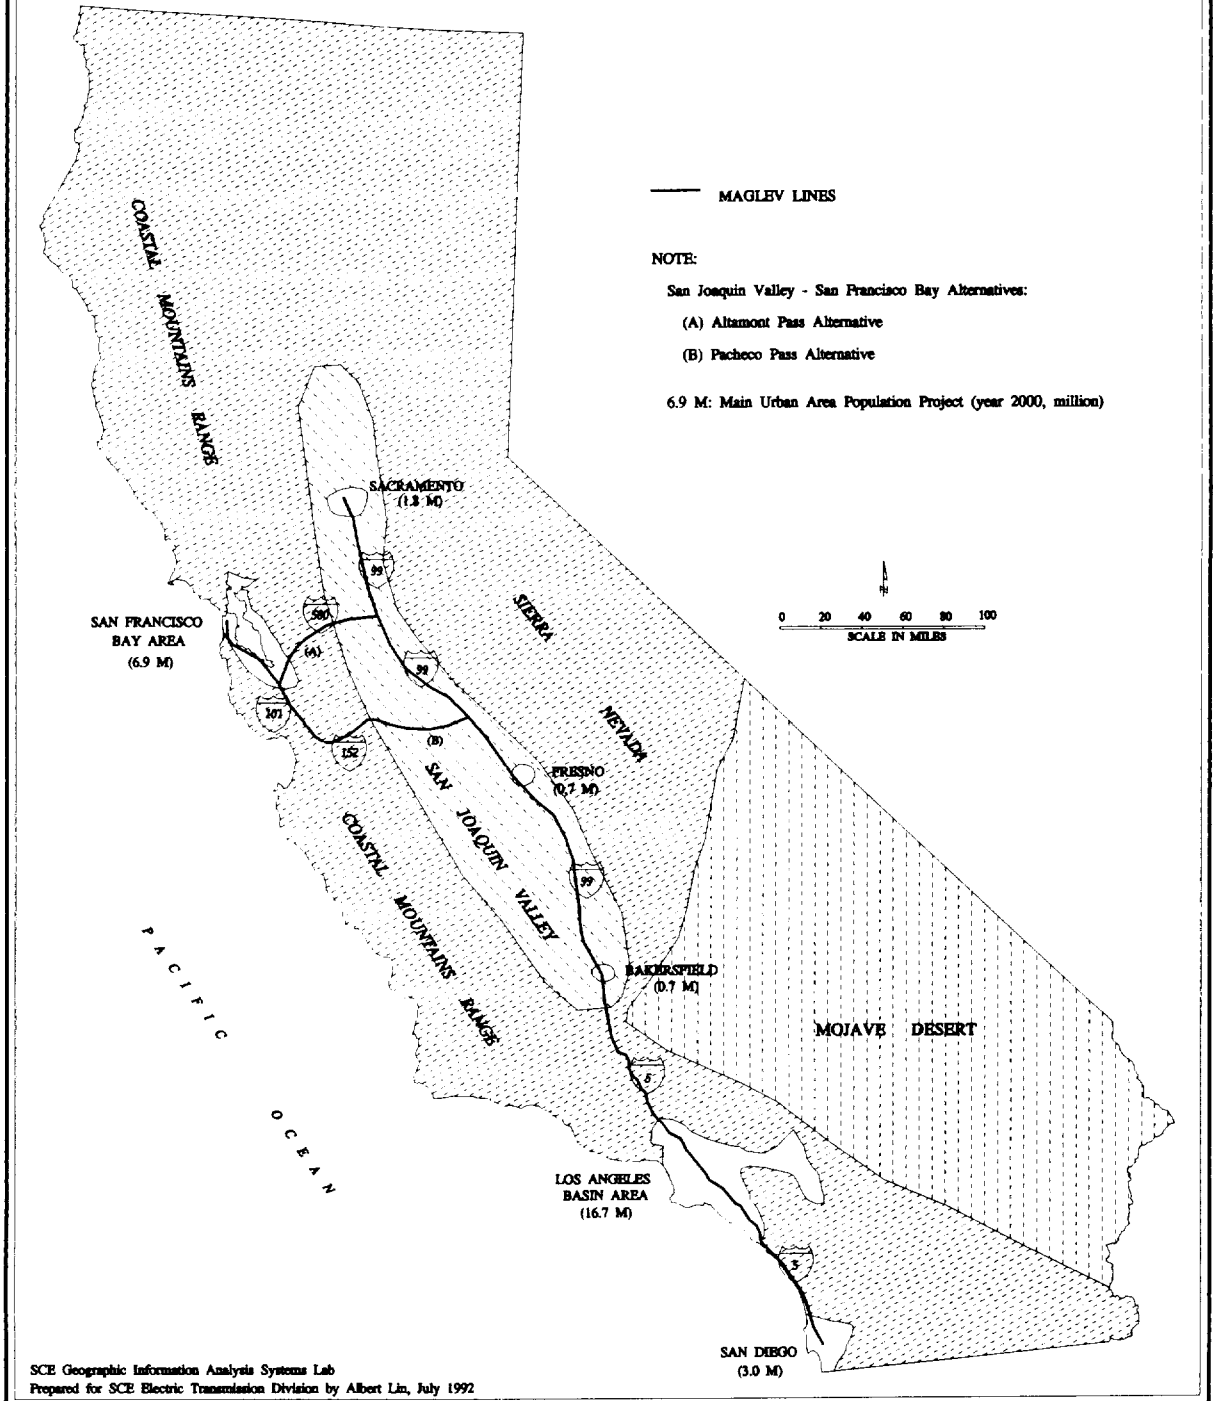 MAGLEV LINES
NOTE:
San Joaquin Valley - San Francisco Bay Alternatives:
(A) Altamont Pass Alternative
(B) Pacheco Pass Alternative
6.9 M: Main Urban Area Population Project (year 2000, million)
COASTAL MOUNTAINS RANGE
SACRAMENTO
(1.8 M)
99
SAN FRANCISCO
BAY AREA
(6.9 M)
580
(A)
99
SIERRA NEVADA
N
0 20 40 60 80 100
SCALE IN MILES
101
152
(B)
FRESNO
(0.7 M)
SAN JOAQUIN VALLEY
COASTAL MOUNTAINS RANGE
99
BAKERSFIELD
(0.7 M)
MOJAVE DESERT
PACIFIC OCEAN
5
LOS ANGELES
BASIN AREA
(16.7 M)
5
SAN DIEGO
(3.0 M)
SCE Geographic Information Analysis Systems Lab
Prepared for SCE Electric Transmission Division by Albert Lin, July 1992